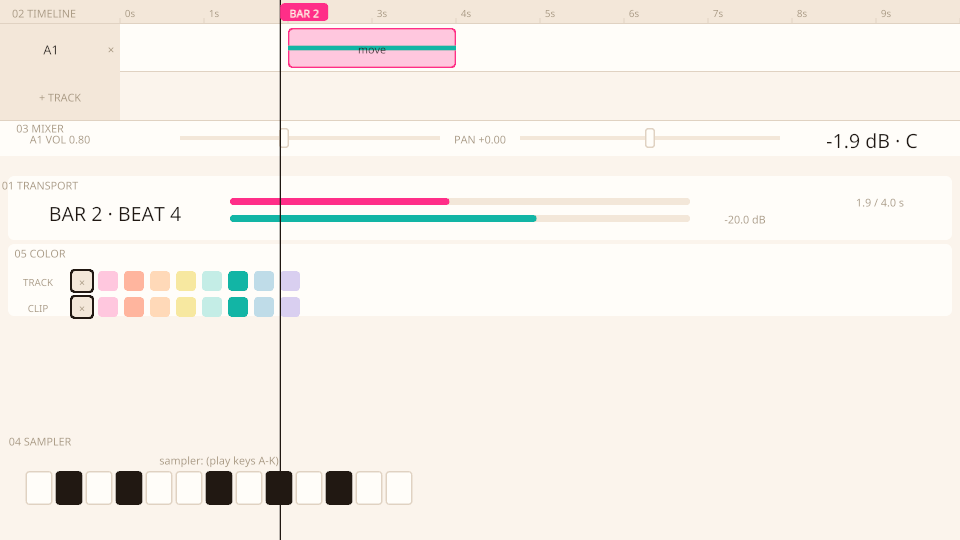 02 TIMELINE 0s 1s BAR 2 3s 4s 5s 6s 7s 8s 9s
A1 × move
+ TRACK
03 MIXER
A1 VOL 0.80 PAN +0.00 -1.9 dB · C
01 TRANSPORT
BAR 2 · BEAT 4 1.9 / 4.0 s
-20.0 dB
05 COLOR
TRACK ×
CLIP ×
04 SAMPLER
sampler: (play keys A-K)